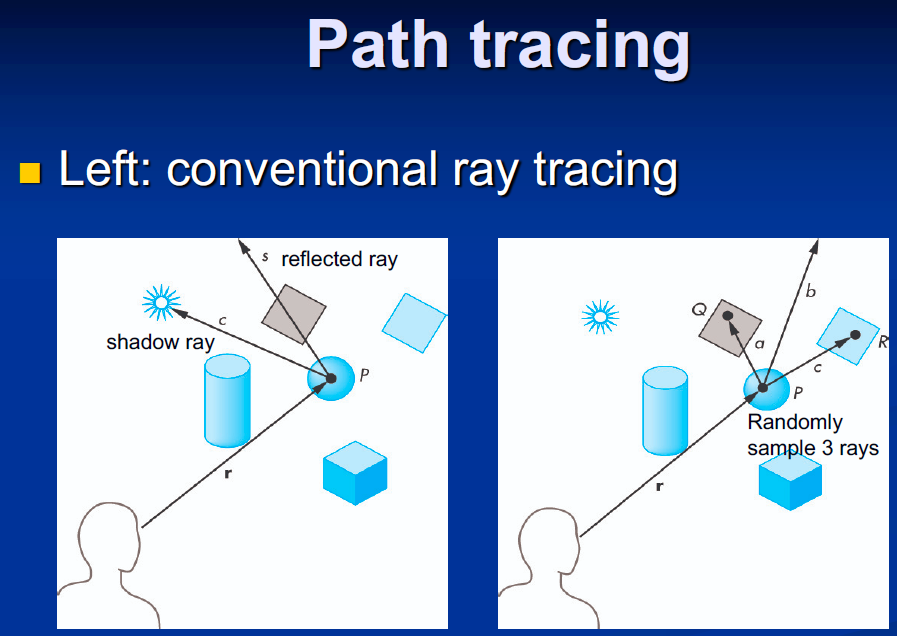 Path tracing
Left: conventional ray tracing
s reflected ray
c
shadow ray
P
r
b
Q
a
R
c
P
Randomly
sample 3 rays
r